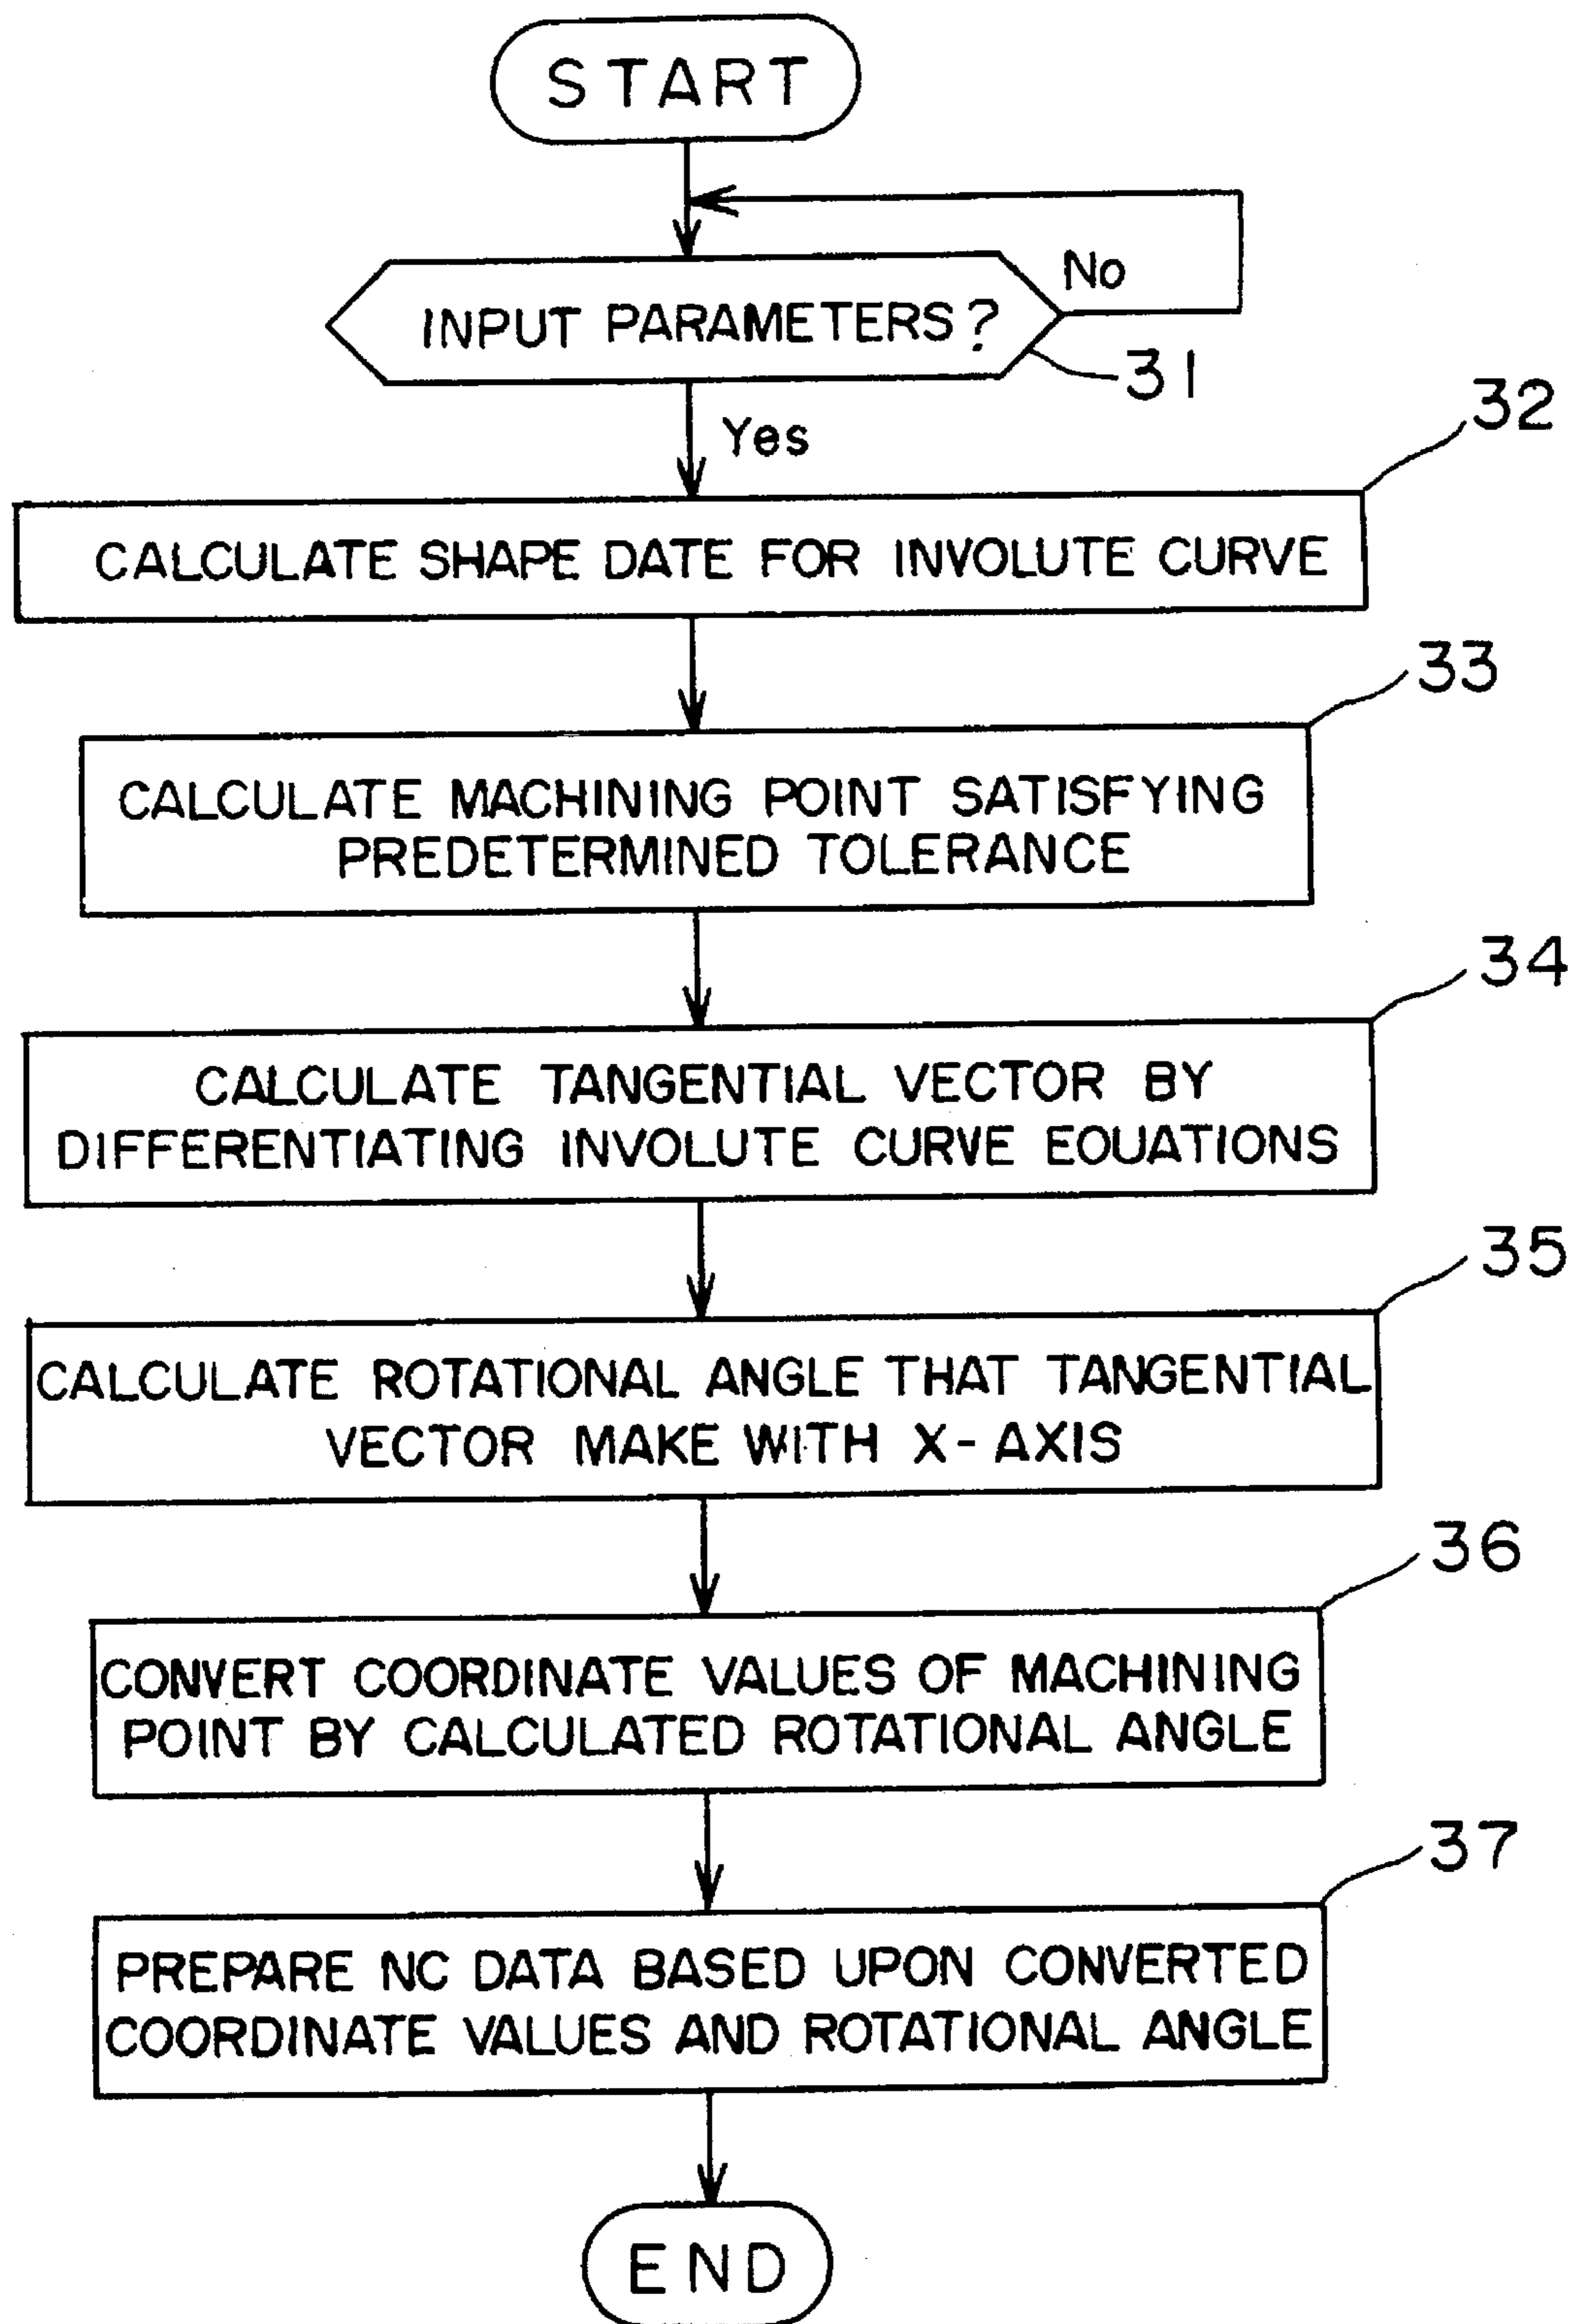 START
No
INPUT PARAMETERS?
31
Yes
32
CALCULATE SHAPE DATE FOR INVOLUTE CURVE
33
CALCULATE MACHINING POINT SATISFYING
PREDETERMINED TOLERANCE
34
CALCULATE TANGENTIAL VECTOR BY
DIFFERENTIATING INVOLUTE CURVE EOUATIONS
35
CALCULATE ROTATIONAL ANGLE THAT TANGENTIAL
VECTOR MAKE WITH X-AXIS
36
CONVERT COORDINATE VALUES OF MACHINING
POINT BY CALCULATED ROTATIONAL ANGLE
37
PREPARE NC DATA BASED UPON CONVERTED
COORDINATE VALUES AND ROTATIONAL ANGLE
END